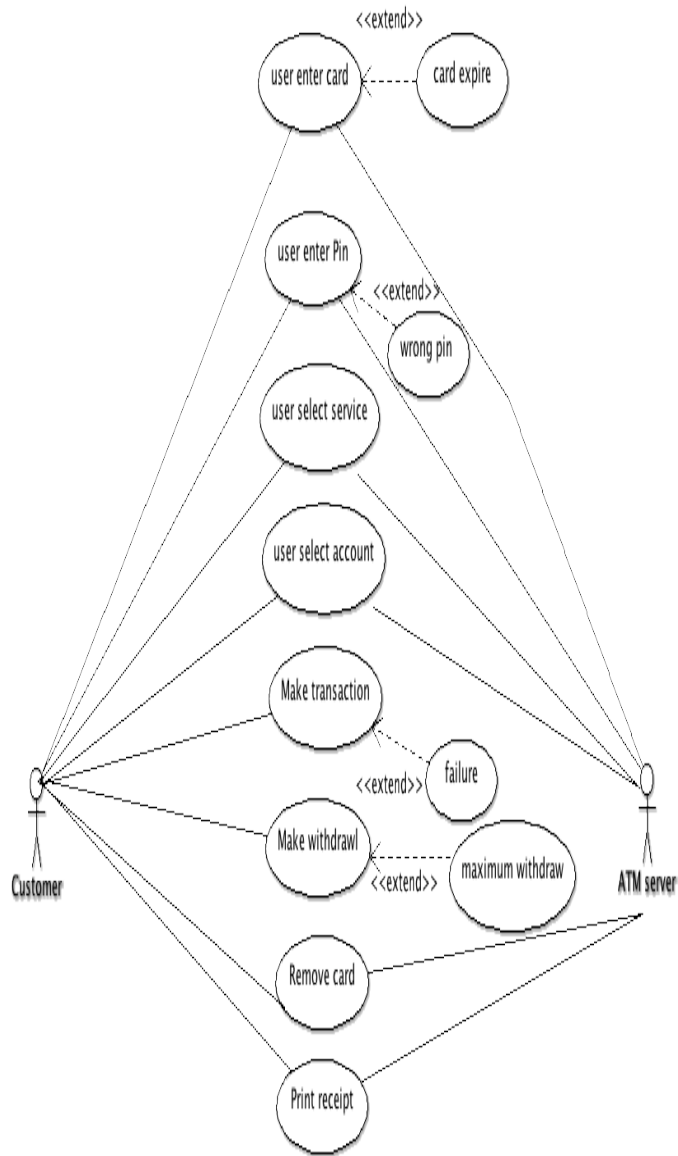 <<extend>>
user enter card
card expire
user enter Pin
<<extend>>
wrong pin
user select service
user select account
Make transaction
failure
<<extend>>
Make withdrawl
maximum withdraw
<<extend>>
Customer
ATM server
Remove card
Print receipt